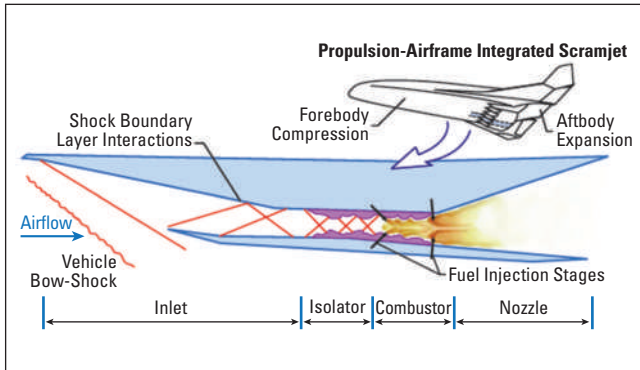 Propulsion-Airframe Integrated Scramjet
Shock Boundary
Layer Interactions
Forebody
Compression
Aftbody
Expansion
Airflow
Vehicle
Bow-Shock
Fuel Injection Stages
Inlet
Isolator
Combustor
Nozzle